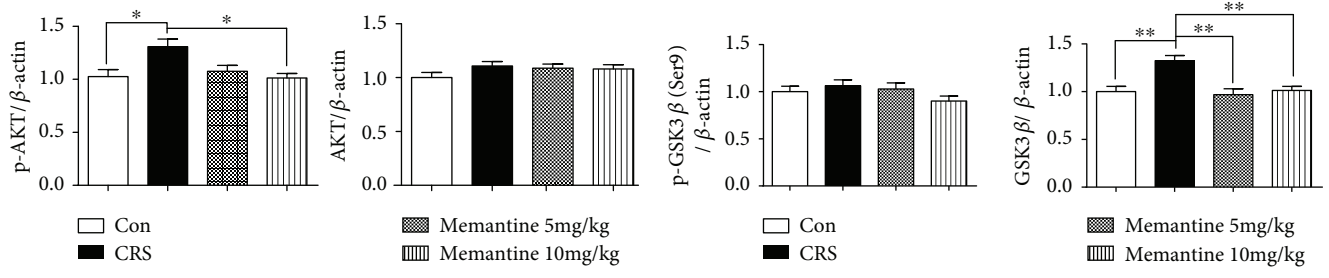 p-AKT/β-actin
1.5
1.0
0.5
0.0
*
*
AKT/β-actin
1.5
1.0
0.5
0.0
p-GSK3 β (Ser9)
/ β-actin
1.5
1.0
0.5
0.0
GSK3 β/ β-actin
1.5
1.0
0.5
0.0
**
**
**
Con
CRS
Memantine 5mg/kg
Memantine 10mg/kg
Con
CRS
Memantine 5mg/kg
Memantine 10mg/kg